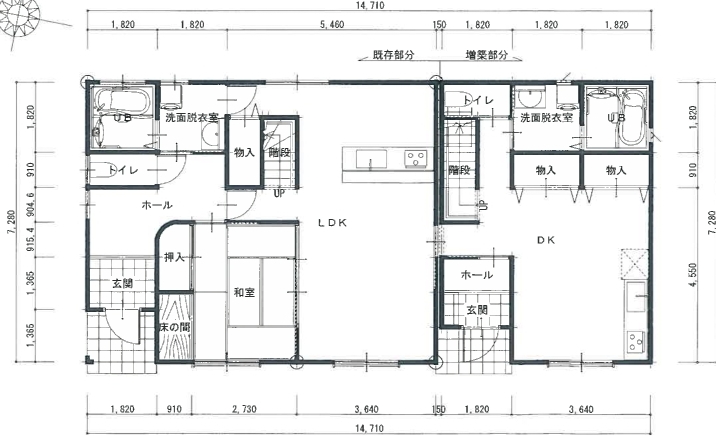 14,710
1,820 1,820 5,460 150 1,820 1,820 1,820
既存部分 増築部分
1,820 UB 洗面脱衣室 物入 階段 トイレ 洗面脱衣室 UB 1,820
910 トイレ UP 階段 物入 物入 910
7,280 904.6 ホール LDK UP 7,280
915.4 DK
押入 ホール 4,550
1,365 玄関 和室 玄関
1,365 床の間
1,820 910 2,730 3,640 150 1,820 3,640
14,710